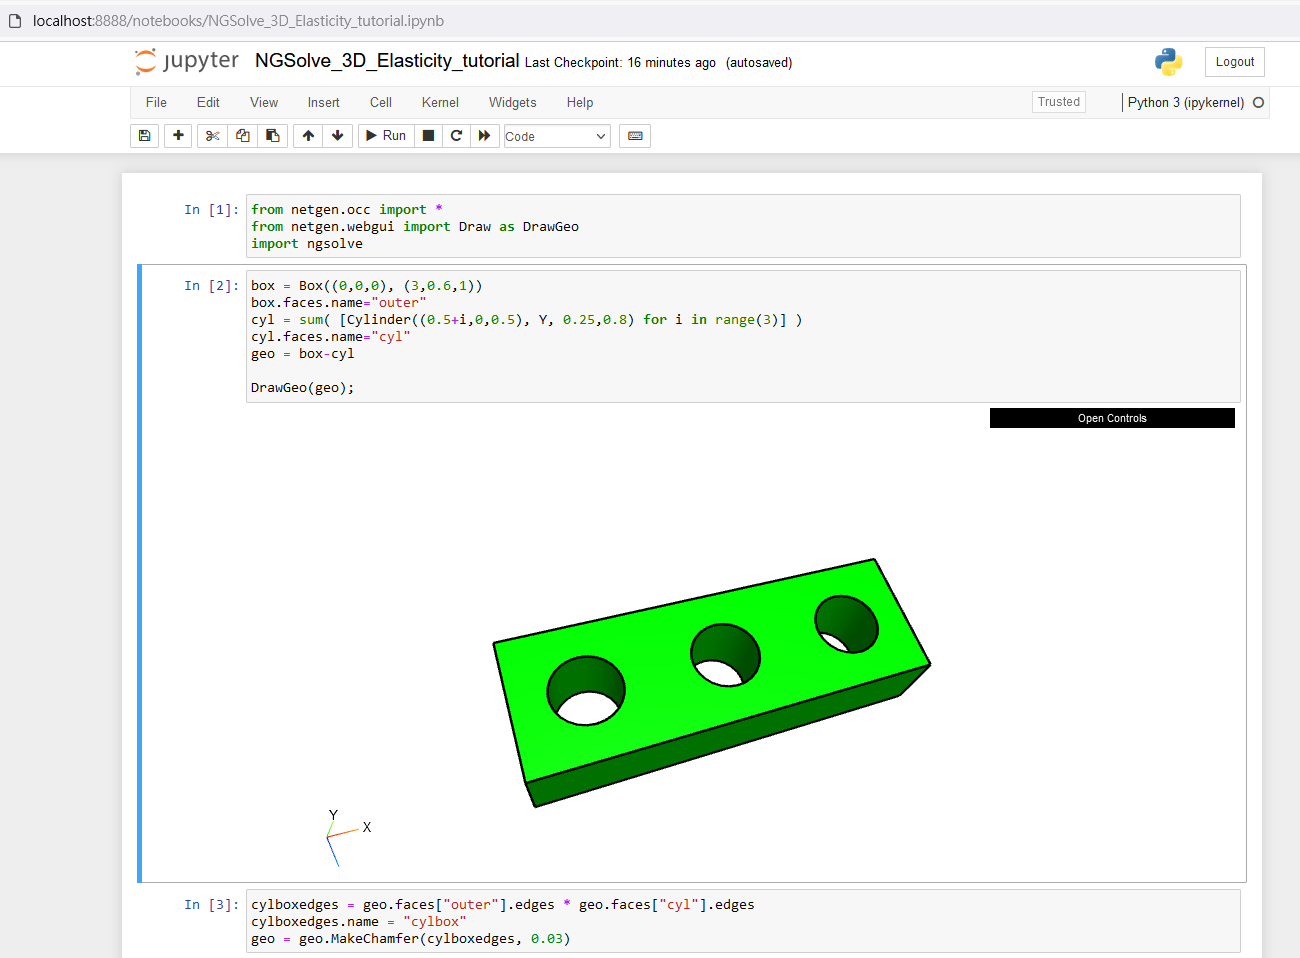 localhost:8888/notebooks/NGSolve_3D_Elasticity_tutorial.ipynb
jupyter NGSolve_3D_Elasticity_tutorial Last Checkpoint: 16 minutes ago (autosaved) Logout
File Edit View Insert Cell Kernel Widgets Help Trusted Python 3 (ipykernel)
Run Code
In [1]: from netgen.occ import *
from netgen.webgui import Draw as DrawGeo
import ngsolve
In [2]: box = Box((0,0,0), (3,0.6,1))
box.faces.name="outer"
cyl = sum( [Cylinder((0.5+i,0,0.5), Y, 0.25,0.8) for i in range(3)] )
cyl.faces.name="cyl"
geo = box-cyl
DrawGeo(geo);
Open Controls
Y
X
In [3]: cylboxedges = geo.faces["outer"].edges * geo.faces["cyl"].edges
cylboxedges.name = "cylbox"
geo = geo.MakeChamfer(cylboxedges, 0.03)